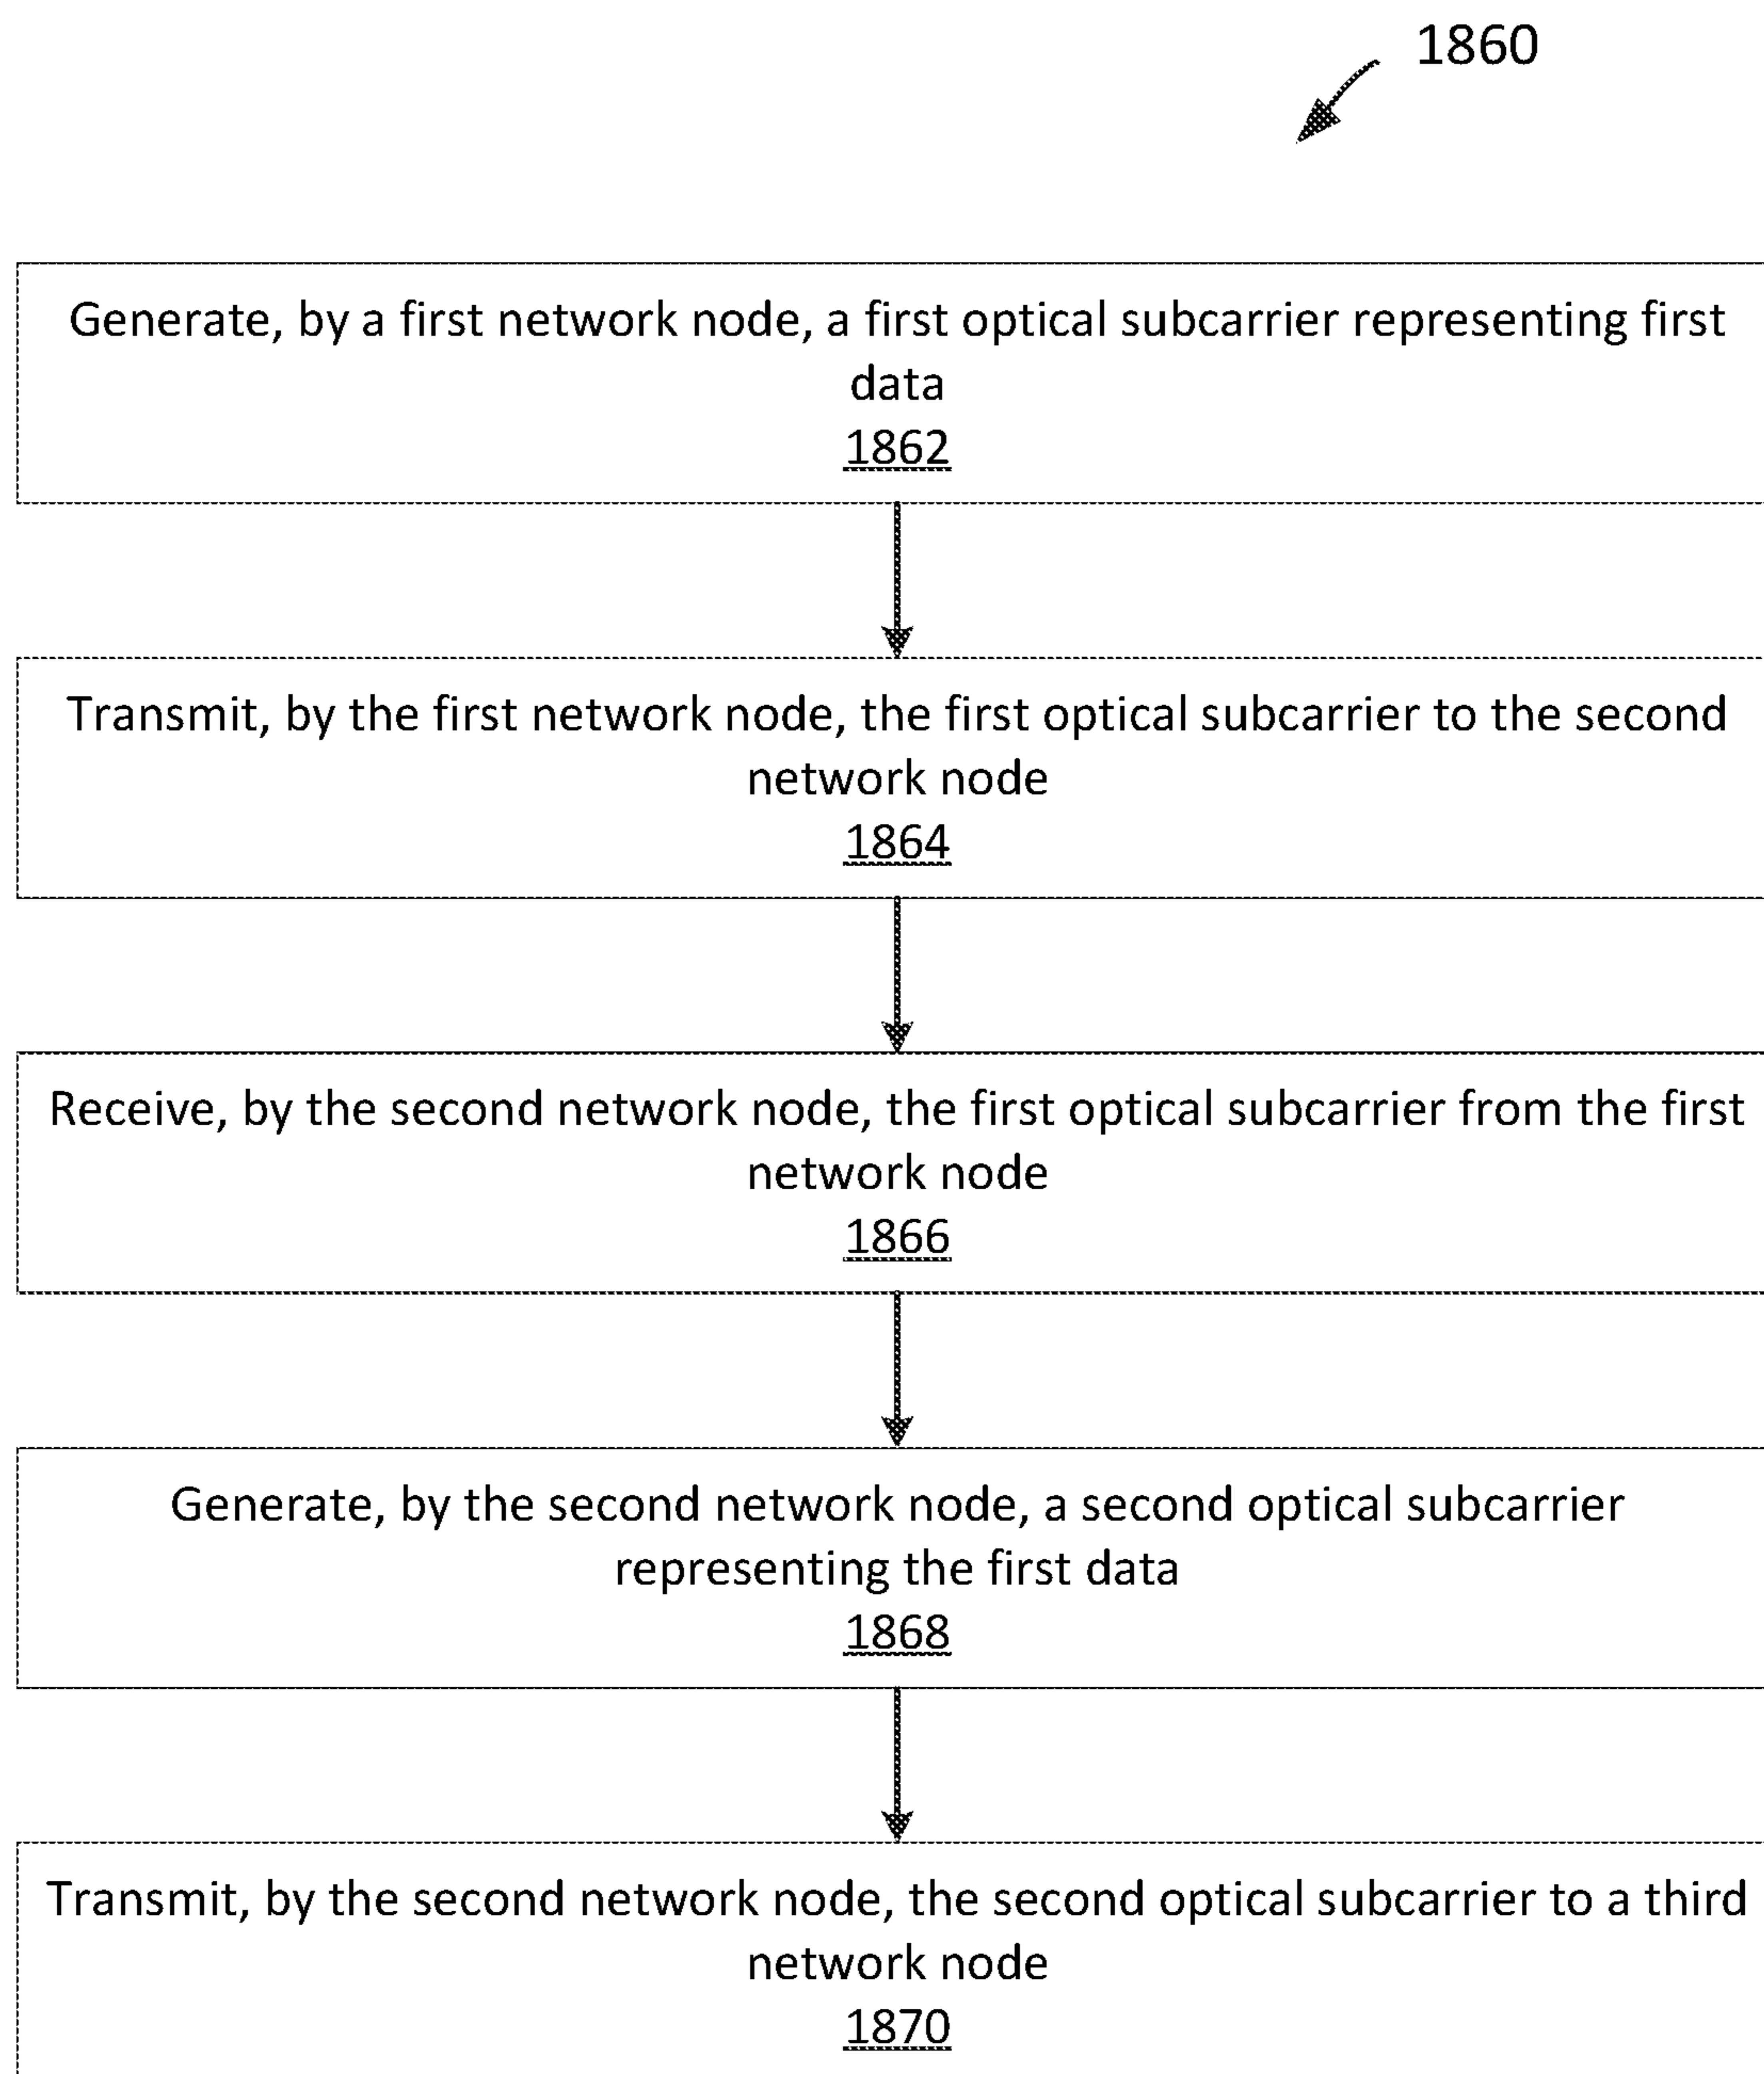 1860
Generate, by a first network node, a first optical subcarrier representing first
data
1862
Transmit, by the first network node, the first optical subcarrier to the second
network node
1864
Receive, by the second network node, the first optical subcarrier from the first
network node
1866
Generate, by the second network node, a second optical subcarrier
representing the first data
1868
Transmit, by the second network node, the second optical subcarrier to a third
network node
1870